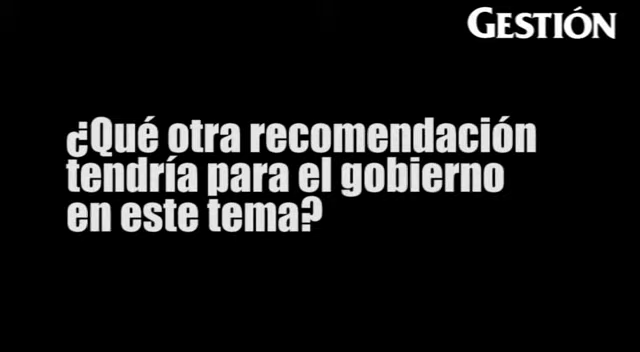 GESTIÓN
¿Qué otra recomendación
tendría para el gobierno
en este tema?